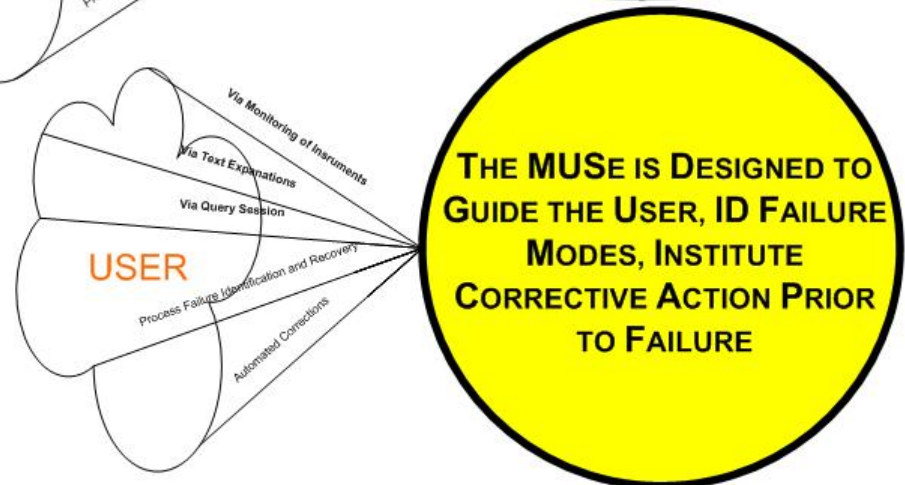 Via Monitoring of Insruments
Via Text Expanations
Via Query Session
USER
Process Failure Identification and Recovery
Automated Corrections
THE MUSe IS DESIGNED TO
GUIDE THE USER, ID FAILURE
MODES, INSTITUTE
CORRECTIVE ACTION PRIOR
TO FAILURE